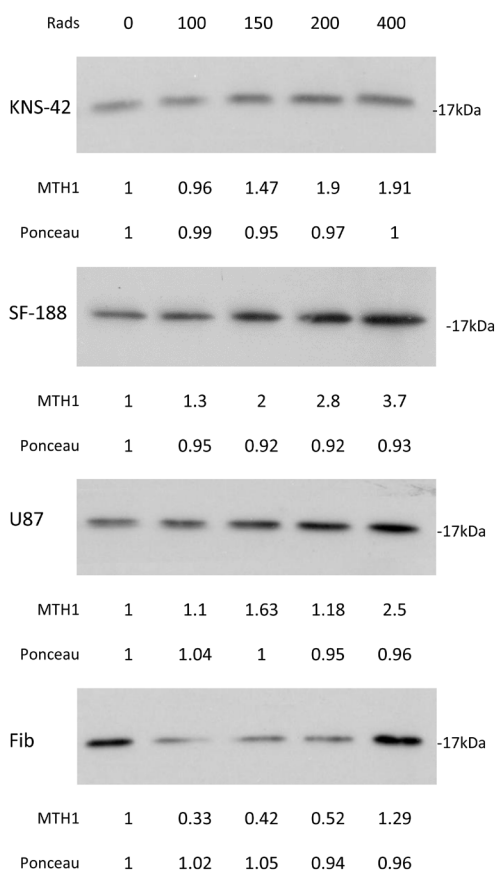 Rads 0 100 150 200 400
KNS-42 -17kDa
MTH1 1 0.96 1.47 1.9 1.91
Ponceau 1 0.99 0.95 0.97 1
SF-188 -17kDa
MTH1 1 1.3 2 2.8 3.7
Ponceau 1 0.95 0.92 0.92 0.93
U87 -17kDa
MTH1 1 1.1 1.63 1.18 2.5
Ponceau 1 1.04 1 0.95 0.96
Fib -17kDa
MTH1 1 0.33 0.42 0.52 1.29
Ponceau 1 1.02 1.05 0.94 0.96